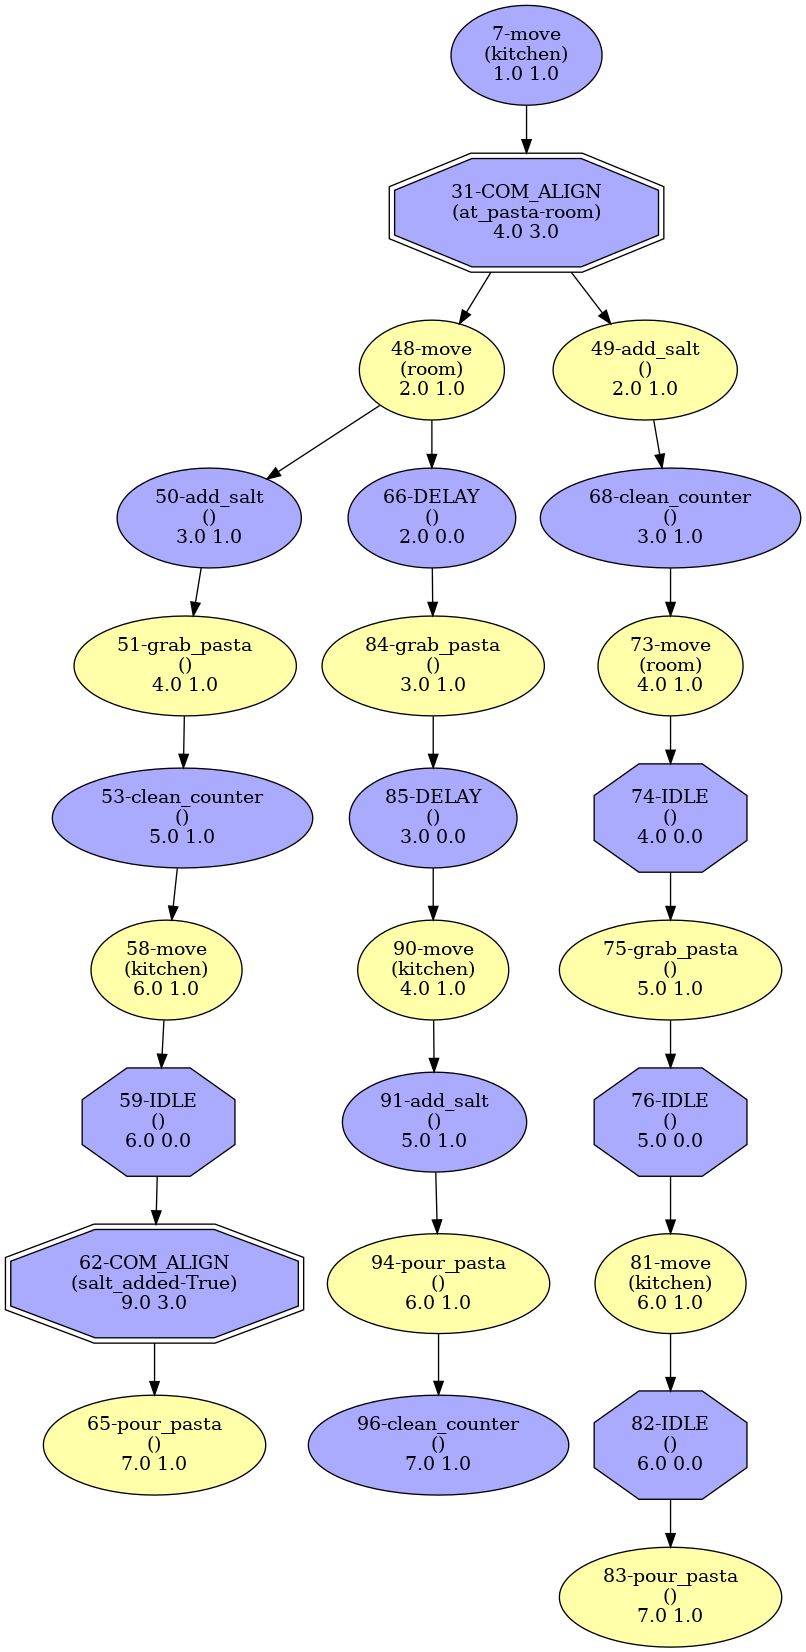 7-move
(kitchen)
1.0 1.0
31-COM_ALIGN
(at_pasta-room)
4.0 3.0
48-move
(room)
2.0 1.0
49-add_salt
()
2.0 1.0
50-add_salt
()
3.0 1.0
66-DELAY
()
2.0 0.0
68-clean_counter
()
3.0 1.0
51-grab_pasta
()
4.0 1.0
84-grab_pasta
()
3.0 1.0
73-move
(room)
4.0 1.0
53-clean_counter
()
5.0 1.0
85-DELAY
()
3.0 0.0
74-IDLE
()
4.0 0.0
58-move
(kitchen)
6.0 1.0
90-move
(kitchen)
4.0 1.0
75-grab_pasta
()
5.0 1.0
59-IDLE
()
6.0 0.0
91-add_salt
()
5.0 1.0
76-IDLE
()
5.0 0.0
62-COM_ALIGN
(salt_added-True)
9.0 3.0
94-pour_pasta
()
6.0 1.0
81-move
(kitchen)
6.0 1.0
65-pour_pasta
()
7.0 1.0
96-clean_counter
()
7.0 1.0
82-IDLE
()
6.0 0.0
83-pour_pasta
()
7.0 1.0